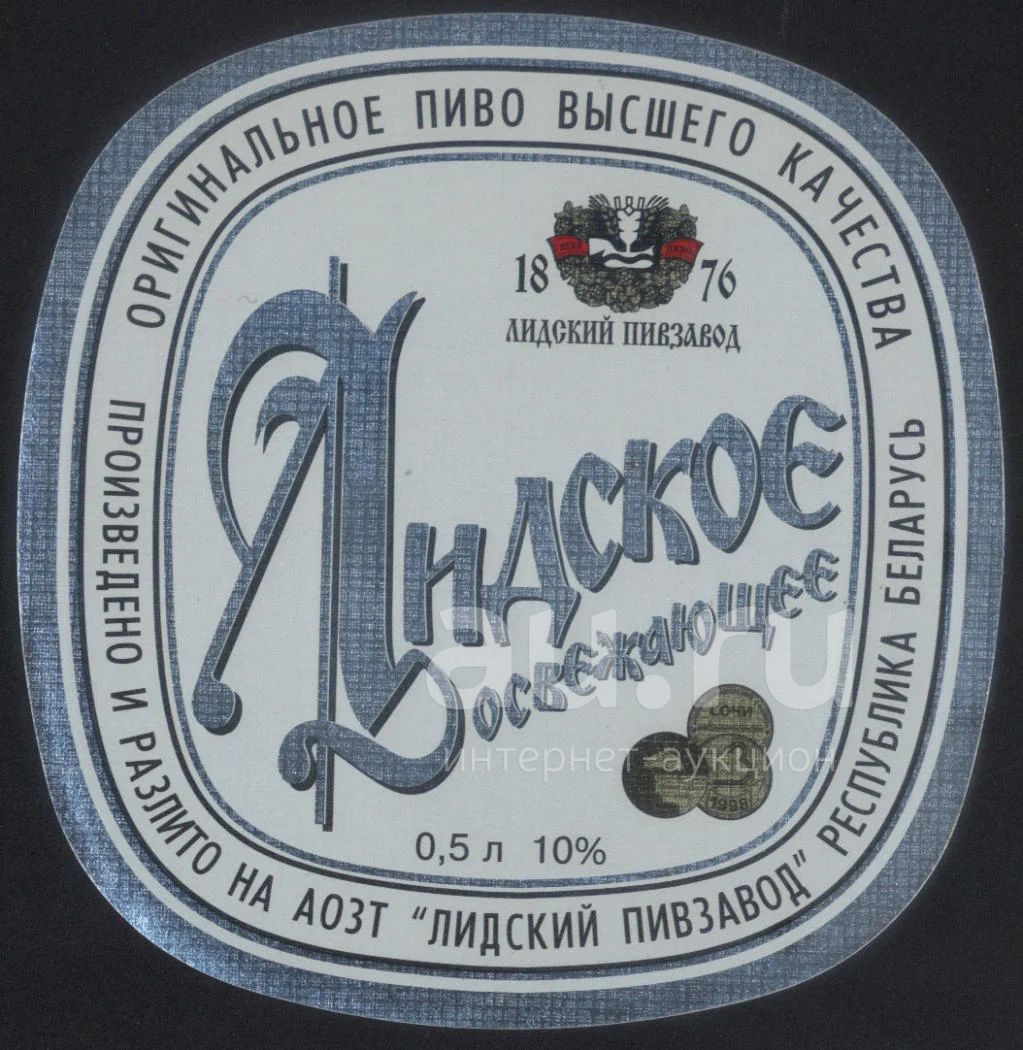 ОРИГИНАЛЬНОЕ ПИВО ВЫСШЕГО КАЧЕСТВА
18 76
ЛИДСКИЙ ПИВЗАВОД
ЛИДСКОЕ
ОСВЕЖАЮЩЕЕ
СОЧИ
1998
0,5 л 10%
ПРОИЗВЕДЕНО И РАЗЛИТО НА АОЗТ “ЛИДСКИЙ ПИВЗАВОД” РЕСПУБЛИКА БЕЛАРУСЬ
au.ru
интернет-аукцион